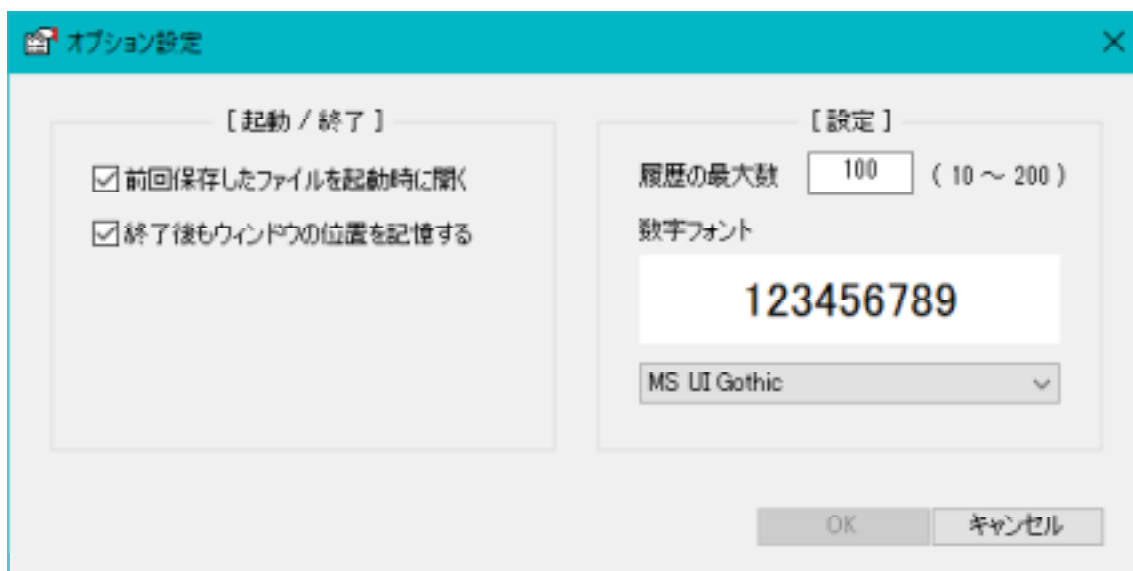 オプション設定
[ 起動 / 終了 ]
前回保存したファイルを起動時に開く
終了後もウィンドウの位置を記憶する
[ 設定 ]
履歴の最大数 100 ( 10 ～ 200 )
数字フォント
123456789
MS UI Gothic
OK キャンセル